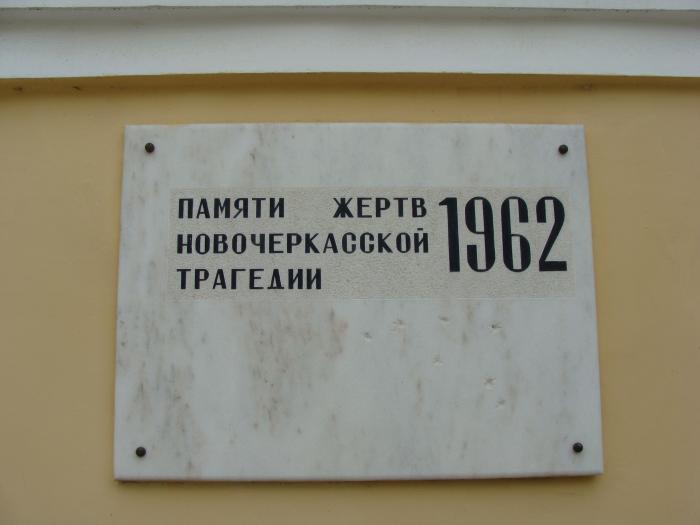 ПАМЯТИ ЖЕРТВ
НОВОЧЕРКАССКОЙ
ТРАГЕДИИ
1962